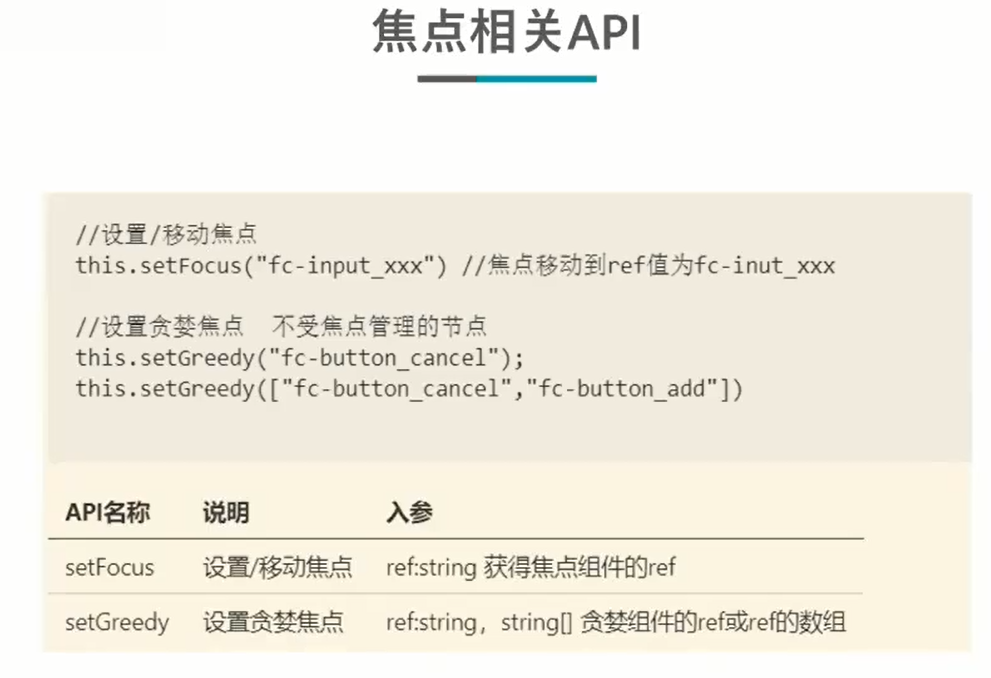 焦点相关API
//设置/移动焦点
this.setFocus("fc-input_xxx") //焦点移动到ref值为fc-inut_xxx
//设置贪婪焦点 不受焦点管理的节点
this.setGreedy("fc-button_cancel");
this.setGreedy(["fc-button_cancel","fc-button_add"])
API名称 说明 入参
setFocus 设置/移动焦点 ref:string 获得焦点组件的ref
setGreedy 设置贪婪焦点 ref:string，string[] 贪婪组件的ref或ref的数组